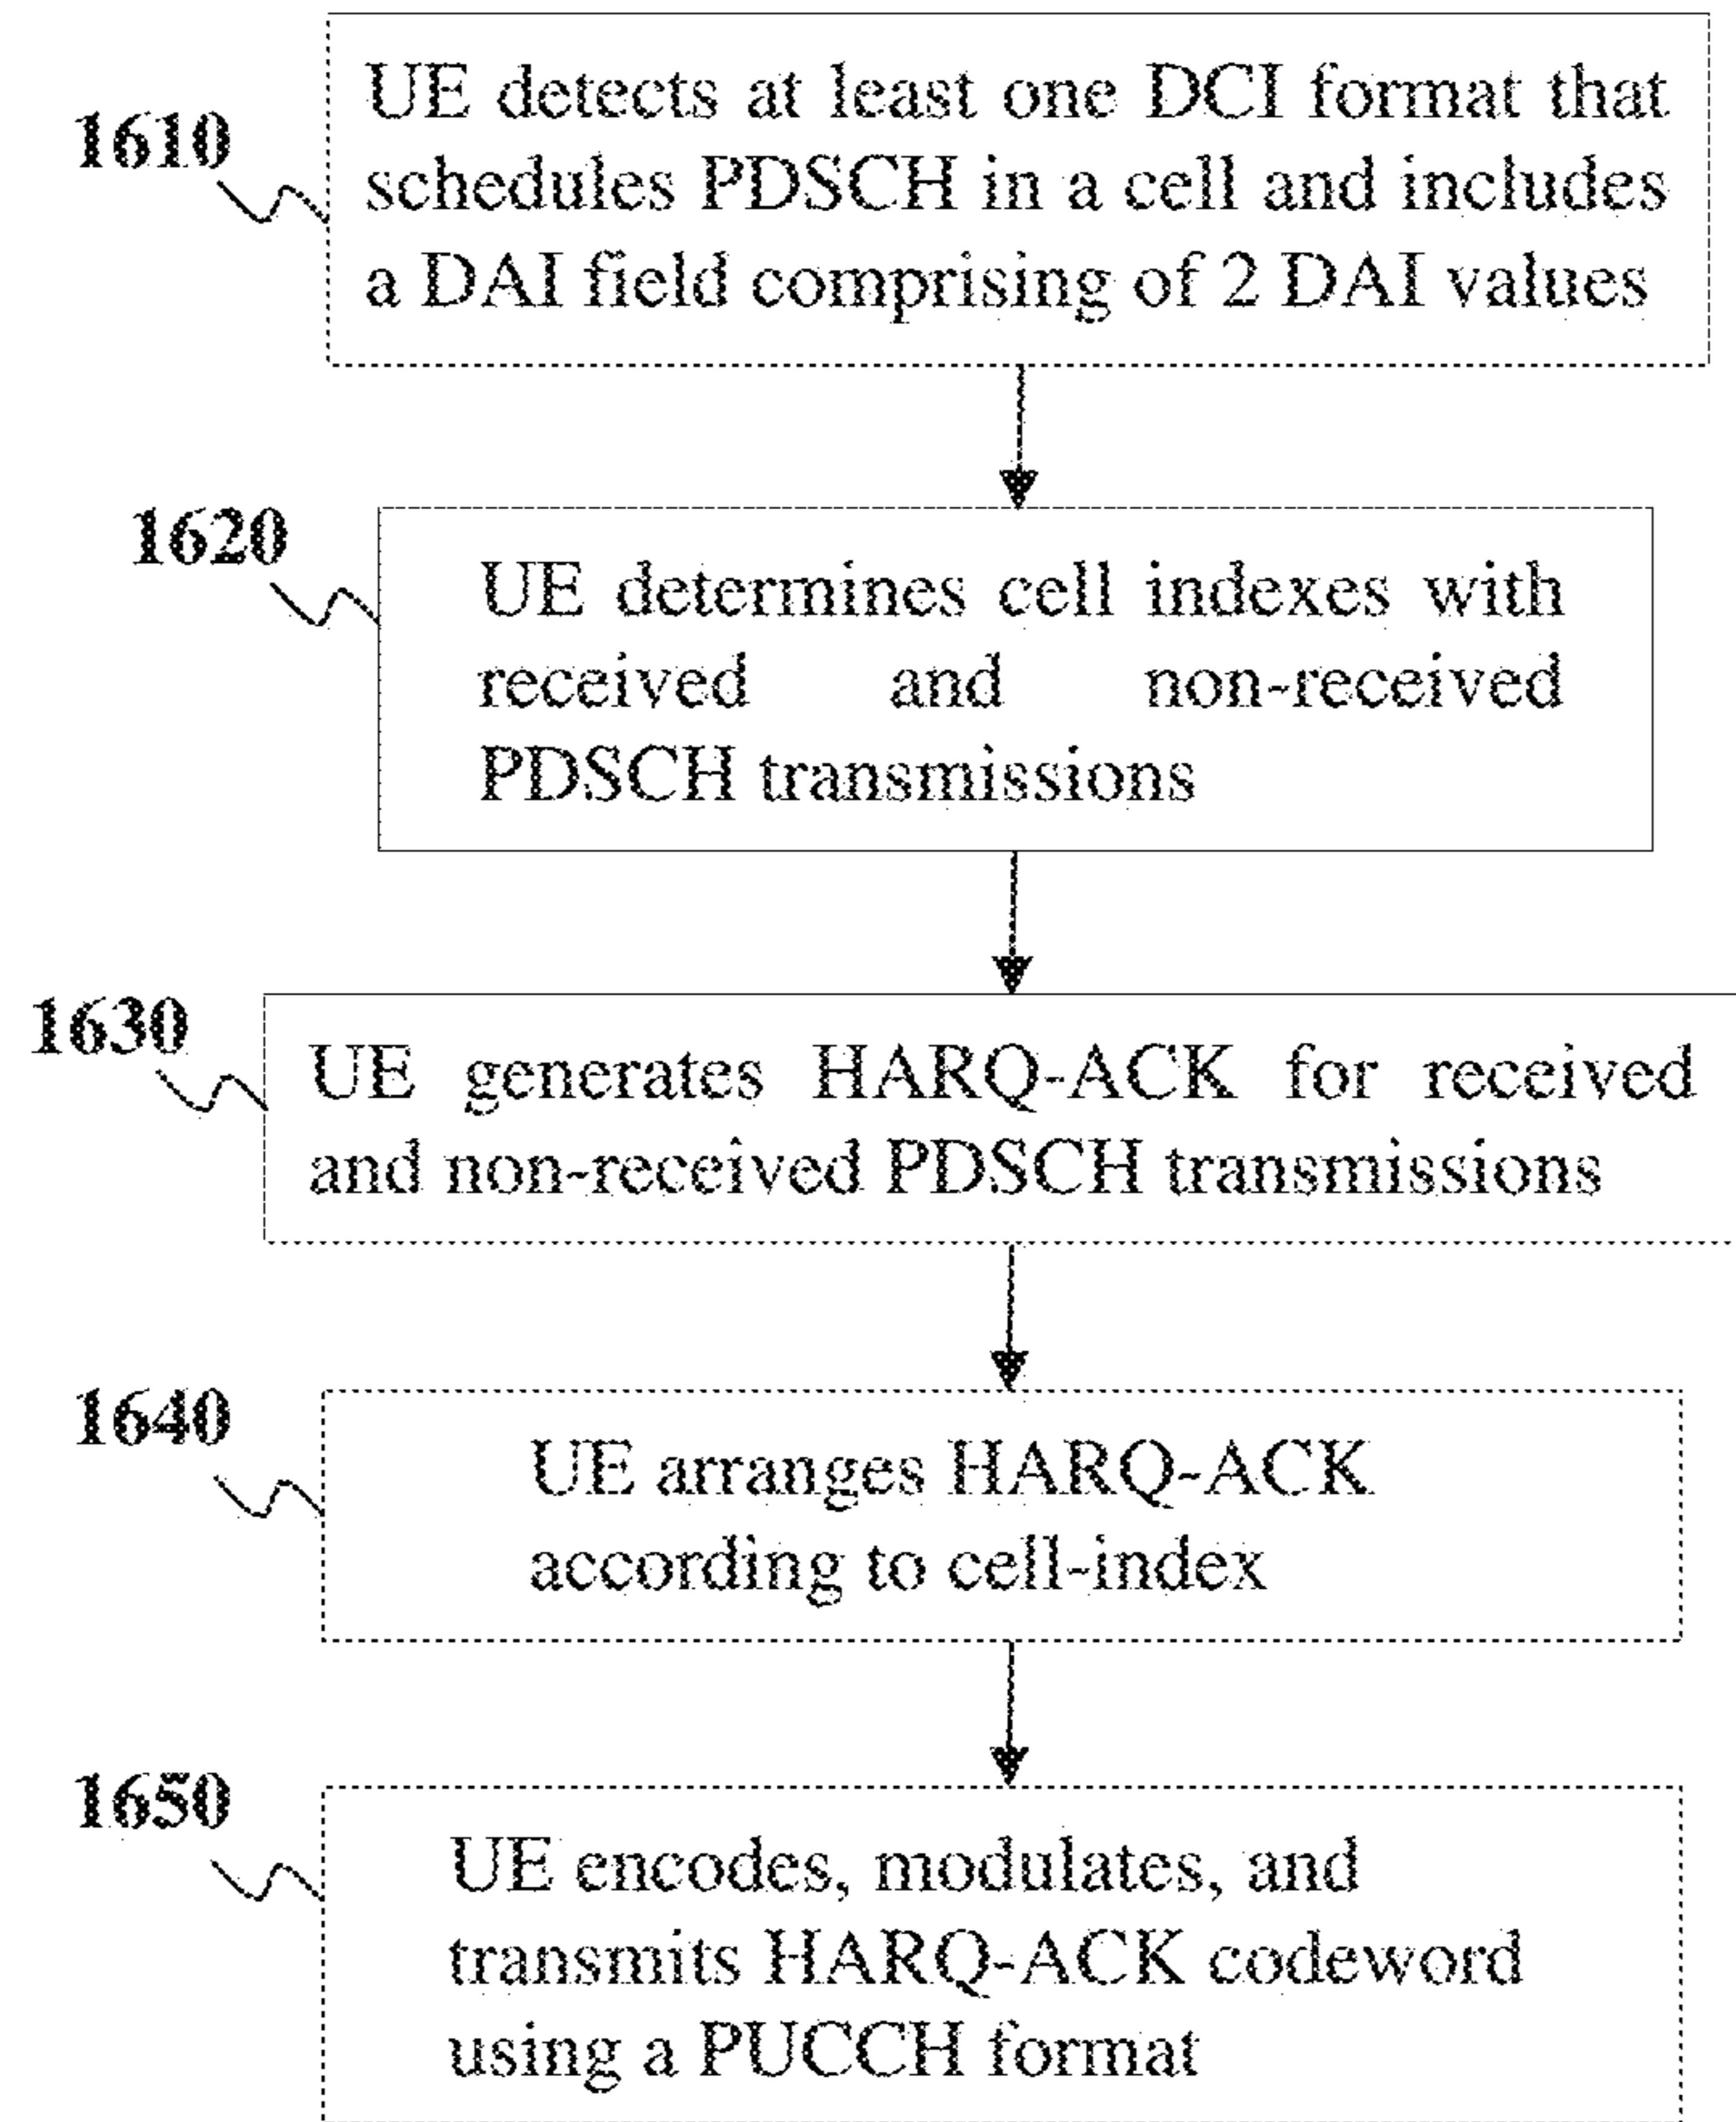 1610
UE detects at least one DCI format that
schedules PDSCH in a cell and includes
a DAI field comprising of 2 DAI values
1620
UE determines cell indexes with
received and non-received
PDSCH transmissions
1630
UE generates HARQ-ACK for received
and non-received PDSCH transmissions
1640
UE arranges HARQ-ACK
according to cell-index
1650
UE encodes, modulates, and
transmits HARQ-ACK codeword
using a PUCCH format